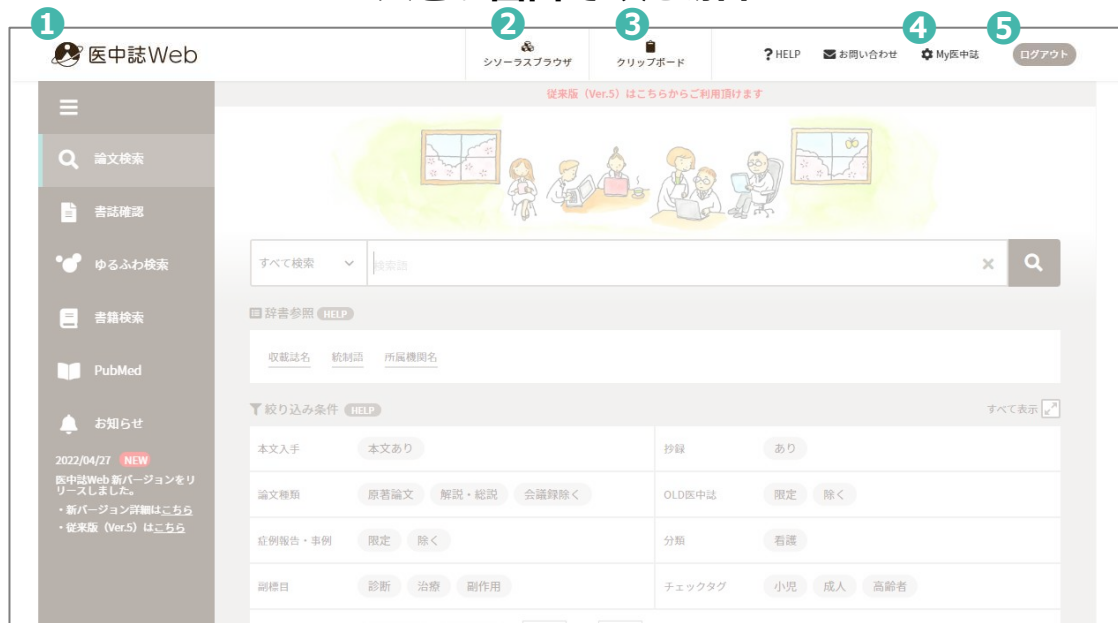 1
2
3
4
5
医中誌Web
シソーラスブラウザ
クリップボード
? HELP
お問い合わせ
My医中誌
ログアウト
従来版（Ver.5）はこちらからご利用頂けます
論文検索
書誌確認
ゆるふわ検索
書籍検索
PubMed
お知らせ
2022/04/27 NEW
医中誌Web 新バージョンをリ
リースしました。
・新バージョン詳細はこちら
・従来版（Ver.5）はこちら
すべて検索
検索語
辞書参照 HELP
収載誌名 統制語 所属機関名
絞り込み条件 HELP
すべて表示
本文入手 本文あり
抄録 あり
論文種類 原著論文 解説・総説 会議録除く
OLD医中誌 限定 除く
症例報告・事例 限定 除く
分類 看護
副標目 診断 治療 副作用
チェックタグ 小児 成人 高齢者